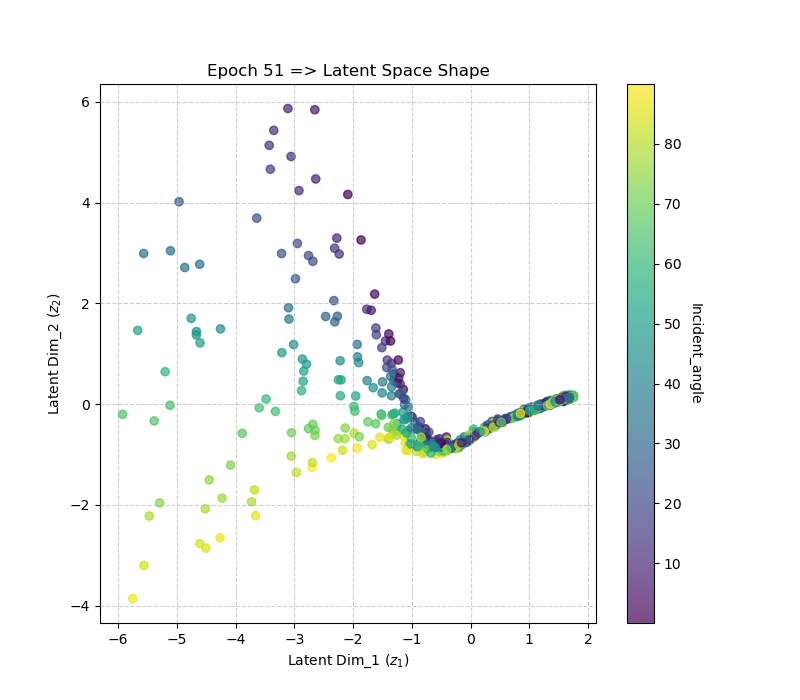 Epoch 51 => Latent Space Shape
6
4
2
0
−2
−4
Latent Dim_2 (z₂)
−6 −5 −4 −3 −2 −1 0 1 2
Latent Dim_1 (z₁)
80
70
60
50
40
30
20
10
Incident_angle